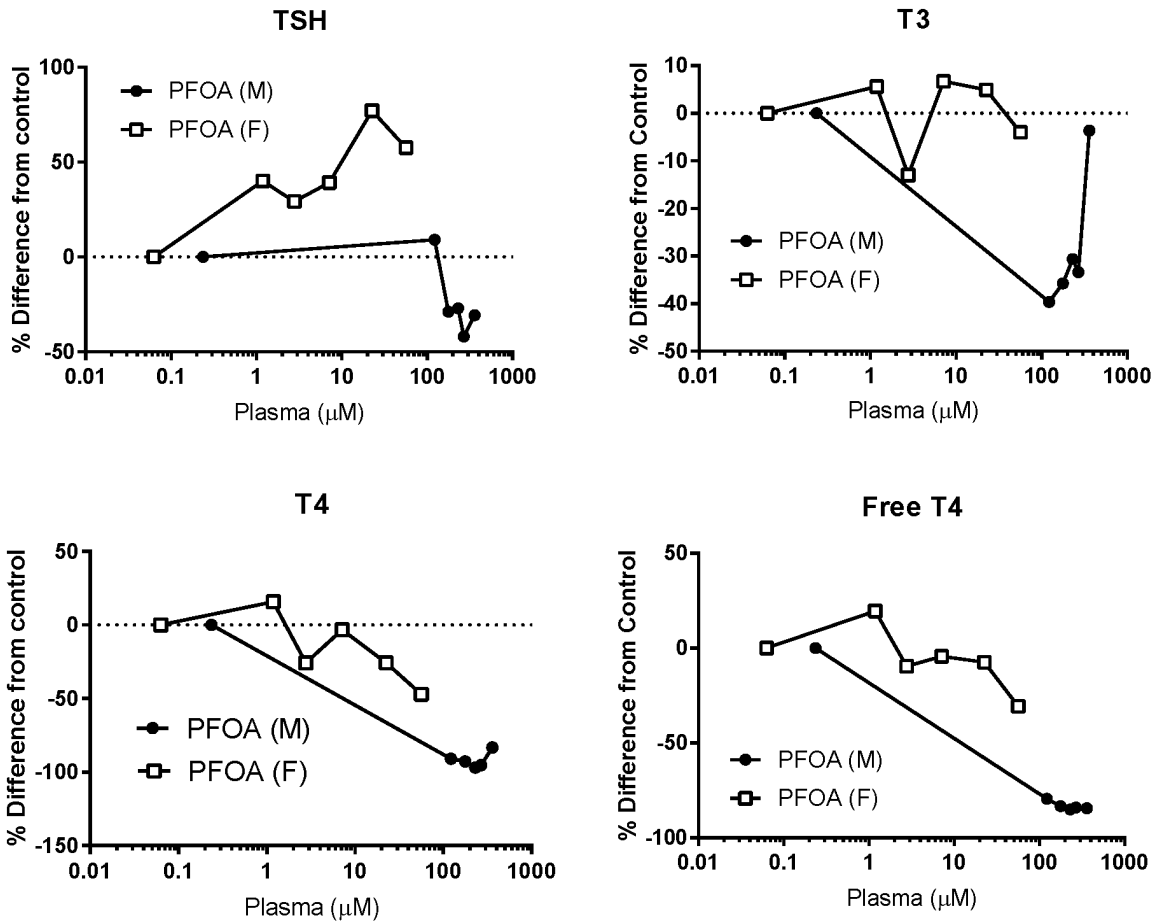 TSH
% Difference from control
100
50
0
-50
PFOA (M)
PFOA (F)
0.01 0.1 1 10 100 1000
Plasma (μM)
T3
% Difference from Control
10
0
-10
-20
-30
-40
-50
PFOA (M)
PFOA (F)
0.01 0.1 1 10 100 1000
Plasma (μM)
T4
% Difference from control
50
0
-50
-100
-150
PFOA (M)
PFOA (F)
0.01 0.1 1 10 100 1000
Plasma (μM)
Free T4
% Difference from Control
50
0
-50
-100
PFOA (M)
PFOA (F)
0.01 0.1 1 10 100 1000
Plasma (μM)